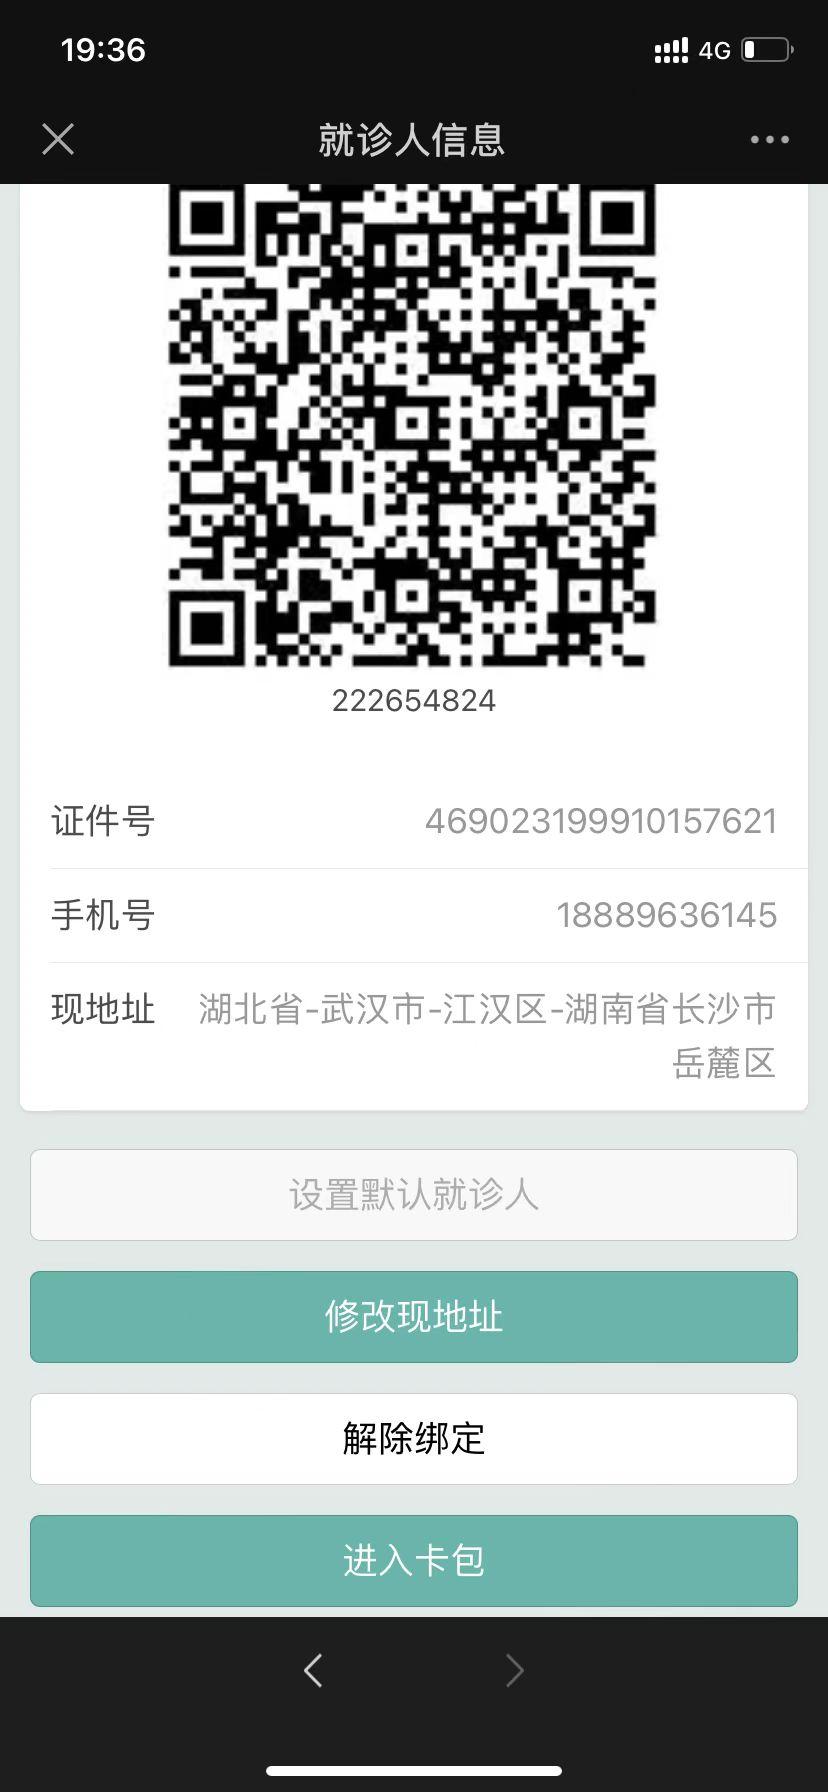 19:36
4G
就诊人信息
222654824
证件号 469023199910157621
手机号 18889636145
现地址 湖北省-武汉市-江汉区-湖南省长沙市
岳麓区
设置默认就诊人
修改现地址
解除绑定
进入卡包